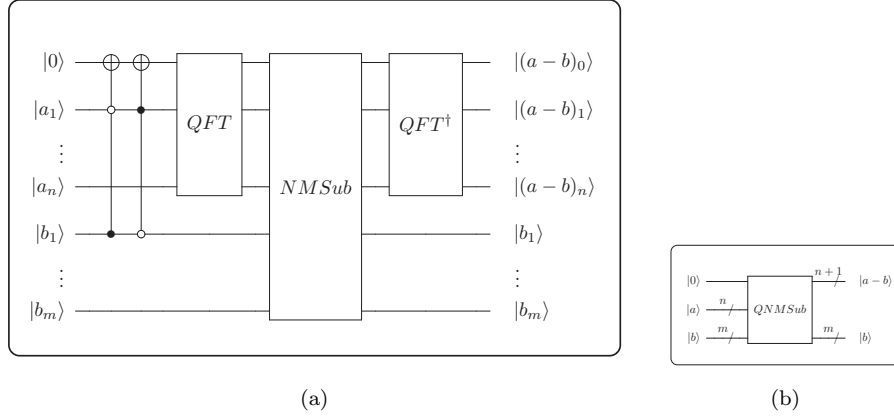 |0⟩ |(a − b)₀⟩
|a₁⟩ QFT QFT† |(a − b)₁⟩
⋮ ⋮
|aₙ⟩ NMSub |(a − b)ₙ⟩
|b₁⟩ |b₁⟩
⋮ ⋮
|bₘ⟩ |bₘ⟩
(a)
n + 1
|0⟩ |a − b⟩
|a⟩ n QNMSub
|b⟩ m m |b⟩
(b)